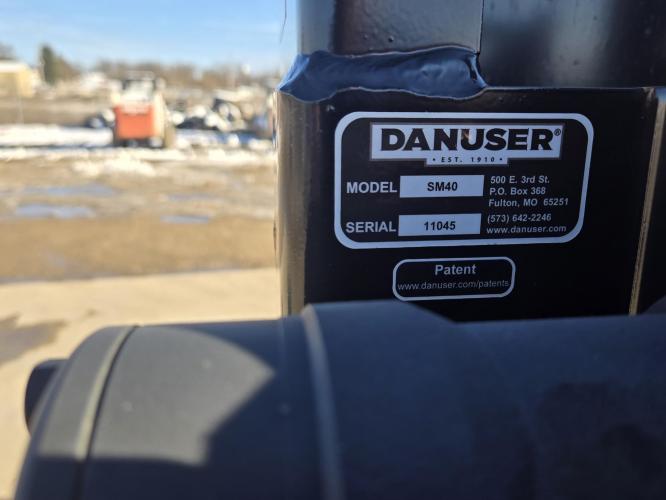 DANUSER®
• EST. 1910 •
MODEL SM40
500 E. 3rd St.
P.O. Box 368
Fulton, MO 65251
SERIAL 11045
(573) 642-2246
www.danuser.com
Patent
www.danuser.com/patents